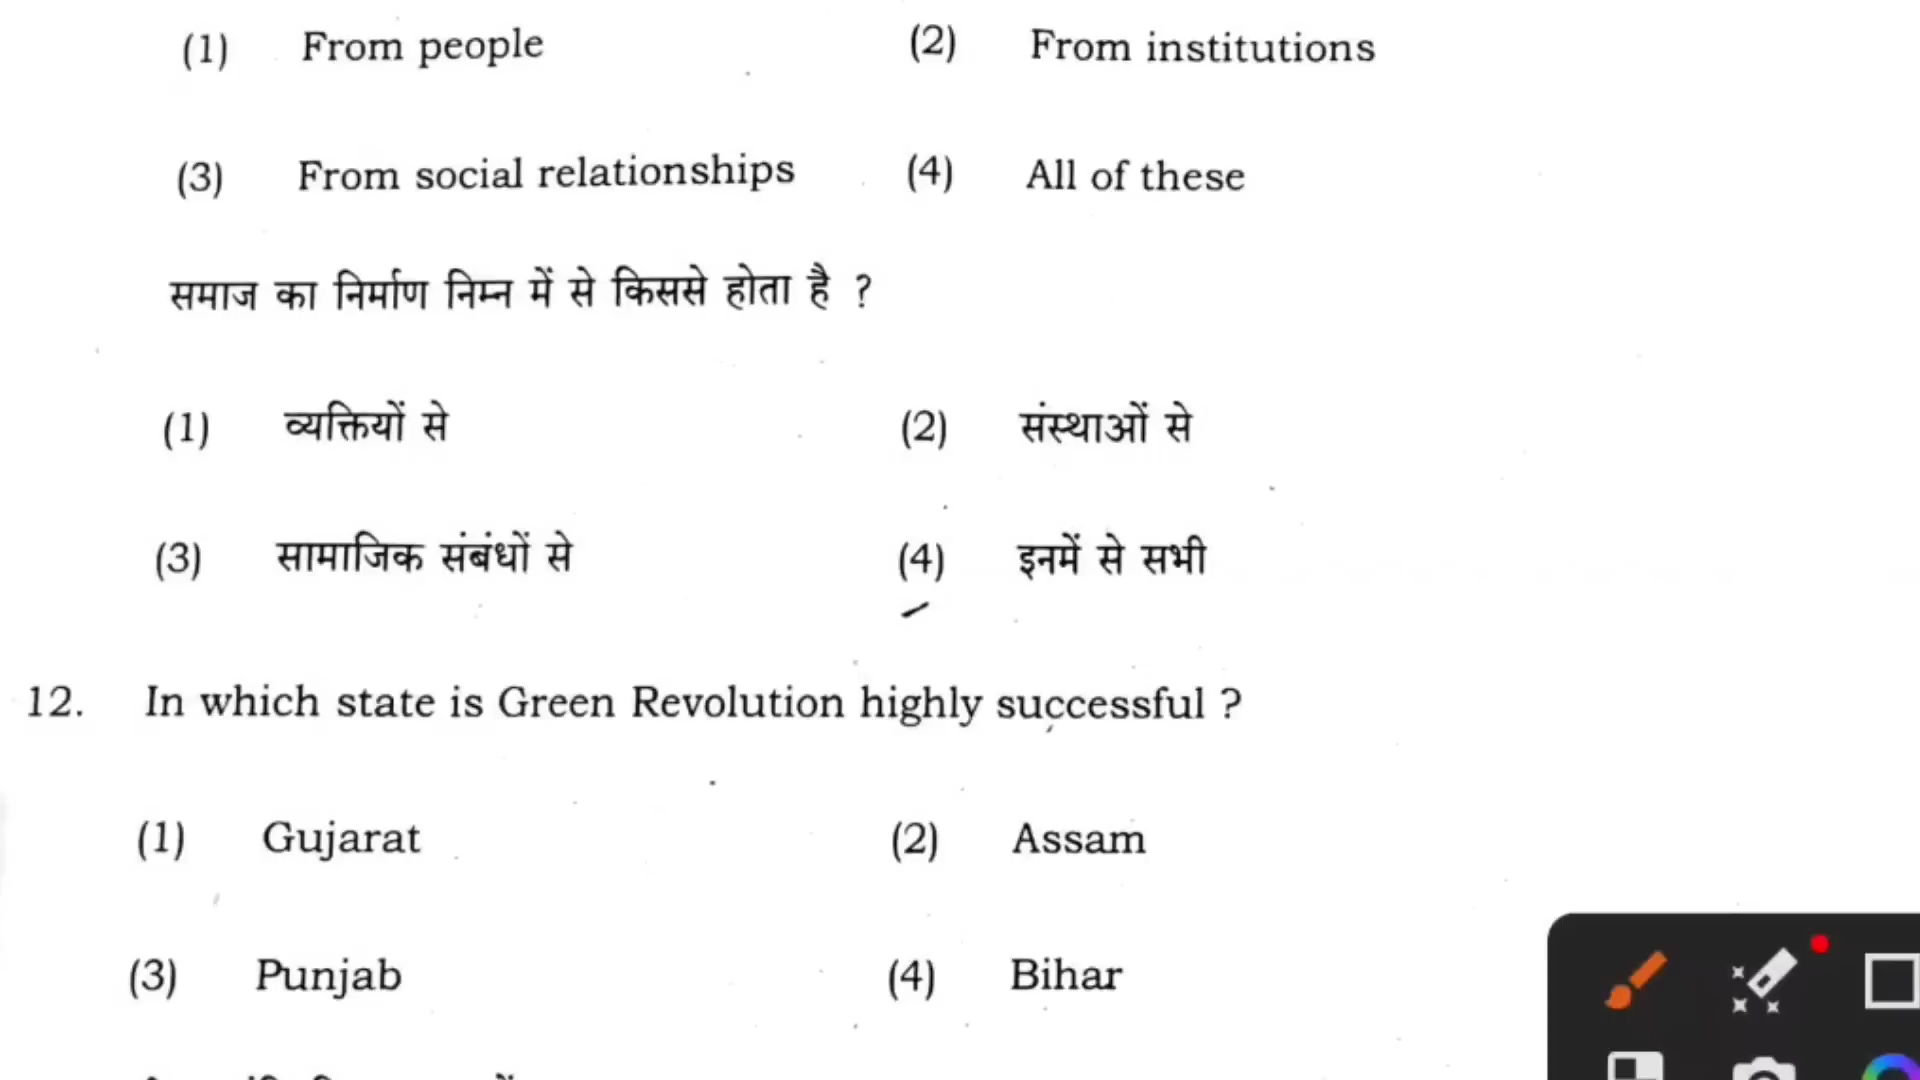 (1) From people (2) From institutions
(3) From social relationships (4) All of these
समाज का निर्माण निम्न में से किससे होता है ?
(1) व्यक्तियों से (2) संस्थाओं से
(3) सामाजिक संबंधों से (4) इनमें से सभी
12. In which state is Green Revolution highly successful ?
(1) Gujarat (2) Assam
(3) Punjab (4) Bihar